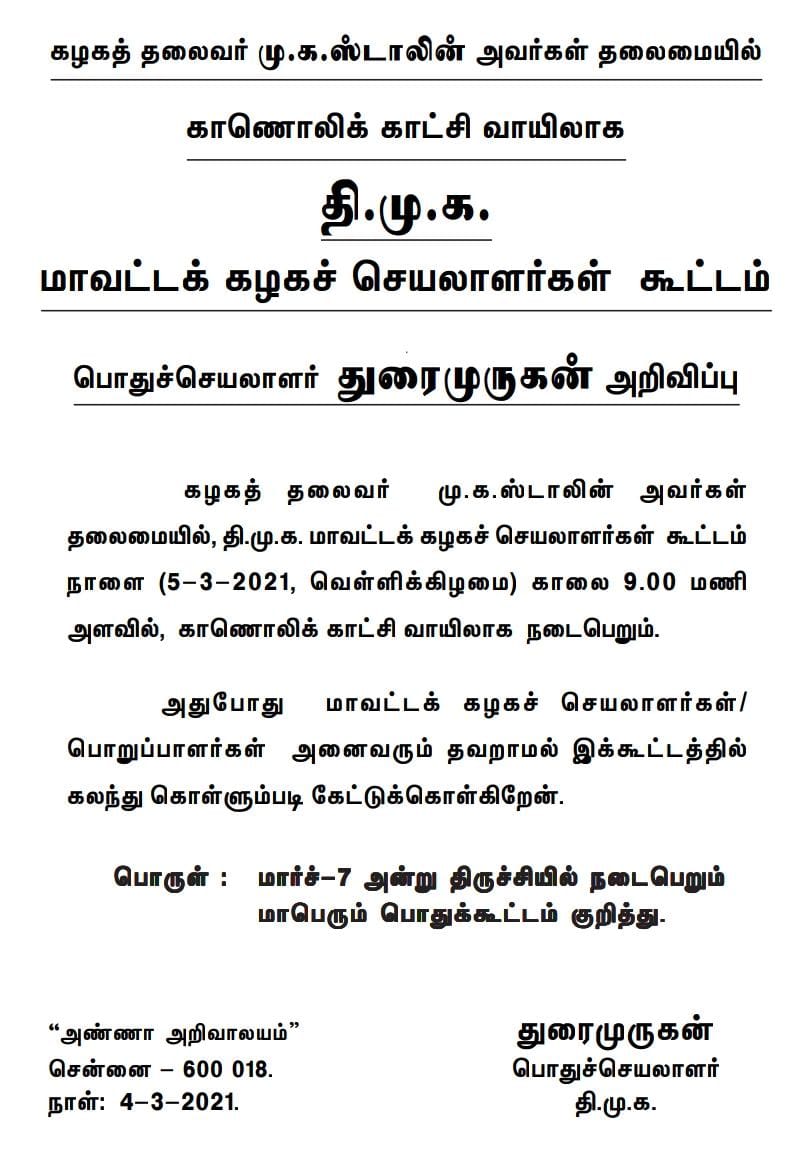 கழகத் தலைவர் மு.க.ஸ்டாலின் அவர்கள் தலைமையில்
காணொலிக் காட்சி வாயிலாக
தி.மு.க.
மாவட்டக் கழகச் செயலாளர்கள் கூட்டம்
பொதுச்செயலாளர் துரைமுருகன் அறிவிப்பு
கழகத் தலைவர் மு.க.ஸ்டாலின் அவர்கள்
தலைமையில், தி.மு.க. மாவட்டக் கழகச் செயலாளர்கள் கூட்டம்
நாளை (5-3-2021, வெள்ளிக்கிழமை) காலை 9.00 மணி
அளவில், காணொலிக் காட்சி வாயிலாக நடைபெறும்.
அதுபோது மாவட்டக் கழகச் செயலாளர்கள்/
பொறுப்பாளர்கள் அனைவரும் தவறாமல் இக்கூட்டத்தில்
கலந்து கொள்ளும்படி கேட்டுக்கொள்கிறேன்.
பொருள் : மார்ச்-7 அன்று திருச்சியில் நடைபெறும்
மாபெரும் பொதுக்கூட்டம் குறித்து.
“அண்ணா அறிவாலயம்”
சென்னை – 600 018.
நாள்: 4-3-2021.
துரைமுருகன்
பொதுச்செயலாளர்
தி.மு.க.